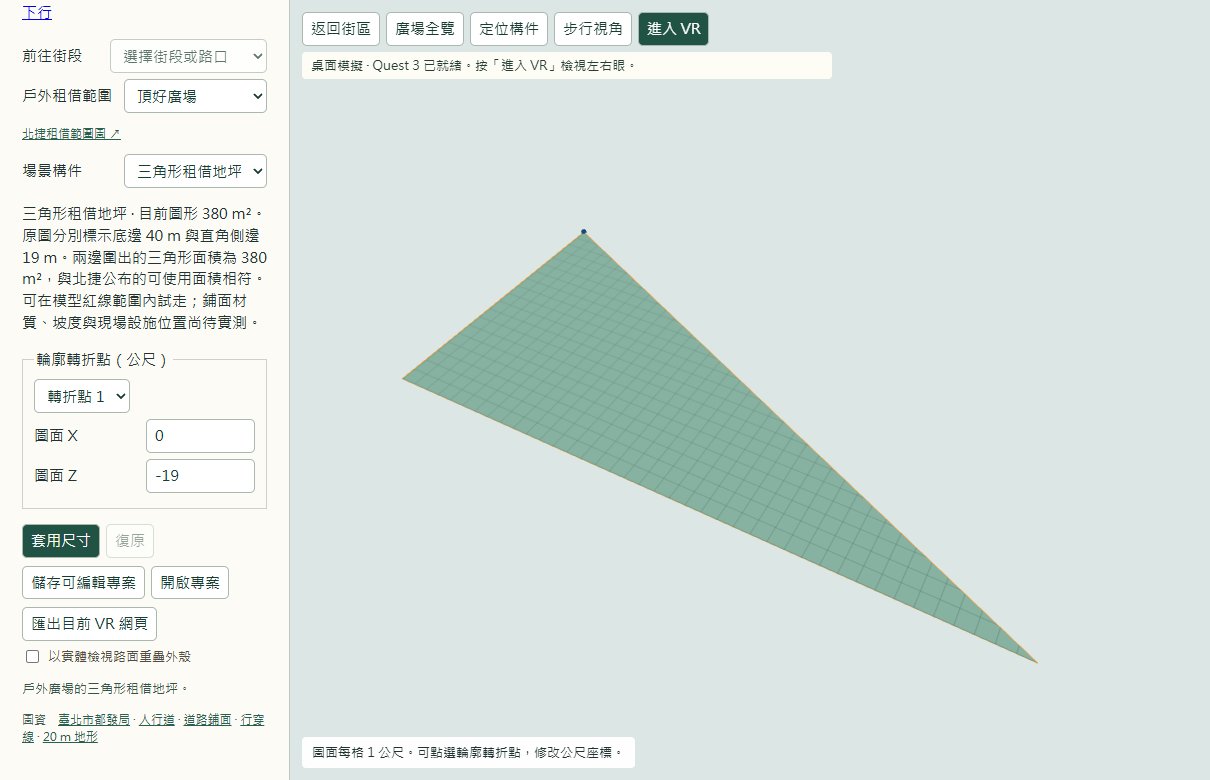 下行
前往街段
選擇街段或路口
戶外租借範圍
頂好廣場
北捷租借範圍圖 ↗
場景構件
三角形租借地坪
三角形租借地坪 · 目前圖形 380 m²。
原圖分別標示底邊 40 m 與直角側邊
19 m。兩邊圍出的三角形面積為 380
m²，與北捷公布的可使用面積相符。
可在模型紅線範圍內試走；鋪面材
質、坡度與現場設施位置尚待實測。
輪廓轉折點（公尺）
轉折點 1
圖面 X
0
圖面 Z
-19
套用尺寸
復原
儲存可編輯專案
開啟專案
匯出目前 VR 網頁
以實體檢視路面重疊外殼
戶外廣場的三角形租借地坪。
圖資 臺北市都發局 · 人行道 · 道路鋪面 · 行穿
線 · 20 m 地形
返回街區
廣場全覽
定位構件
步行視角
進入 VR
桌面模擬 · Quest 3 已就緒。按「進入 VR」檢視左右眼。
圖面每格 1 公尺。可點選輪廓轉折點，修改公尺座標。